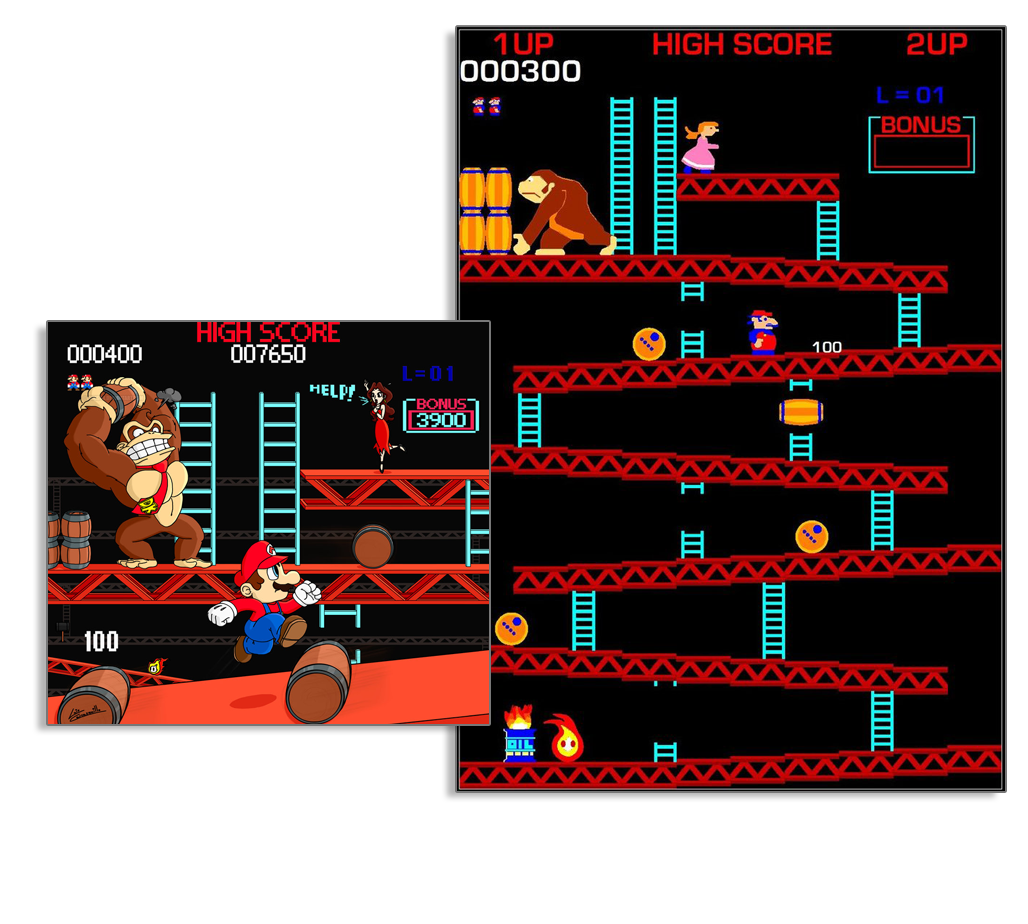 HIGH SCORE
000400 007650
L=01
HELP!
BONUS
3900
DK
100
1UP HIGH SCORE 2UP
000300
L = 01
BONUS
100
OIL